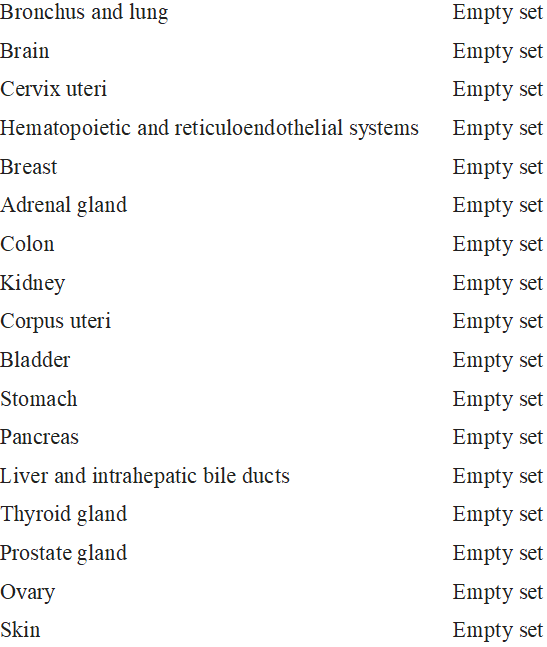 Bronchus and lung Empty set
Brain Empty set
Cervix uteri Empty set
Hematopoietic and reticuloendothelial systems Empty set
Breast Empty set
Adrenal gland Empty set
Colon Empty set
Kidney Empty set
Corpus uteri Empty set
Bladder Empty set
Stomach Empty set
Pancreas Empty set
Liver and intrahepatic bile ducts Empty set
Thyroid gland Empty set
Prostate gland Empty set
Ovary Empty set
Skin Empty set